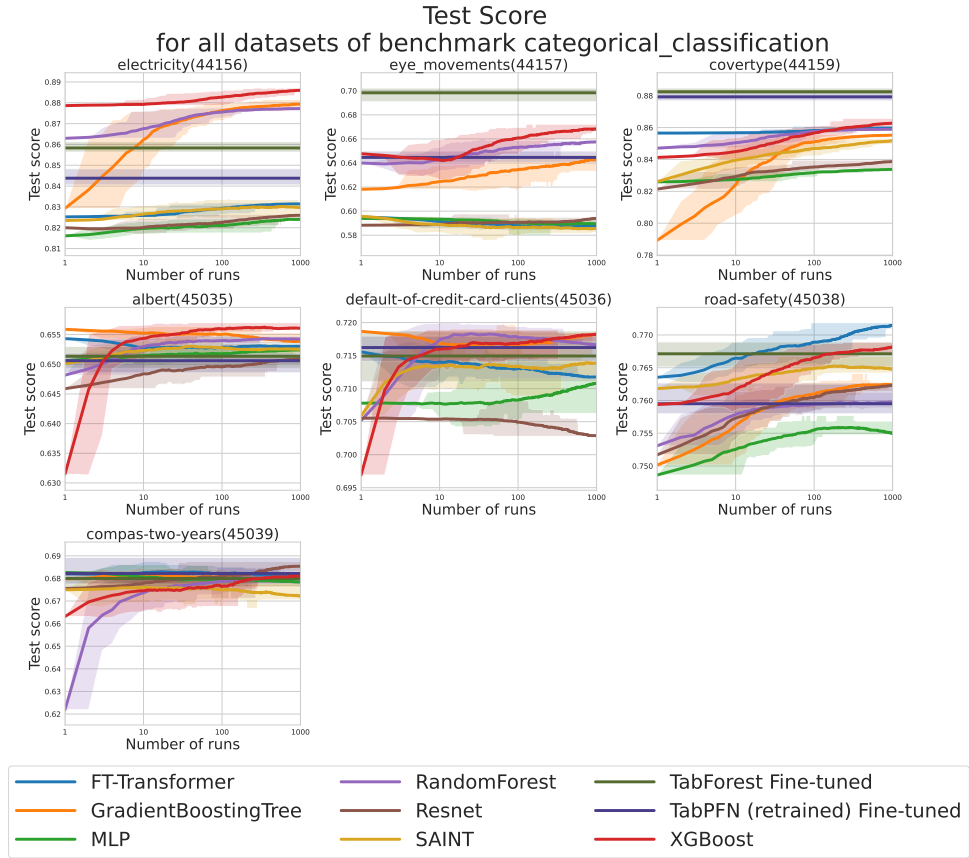 Test Score
for all datasets of benchmark categorical_classification
electricity(44156)
eye_movements(44157)
covertype(44159)
Test score
0.89
0.88
0.87
0.86
0.85
0.84
0.83
0.82
0.81
1
10
100
1000
Number of runs
Test score
0.70
0.68
0.66
0.64
0.62
0.60
0.58
1
10
100
1000
Number of runs
Test score
0.88
0.86
0.84
0.82
0.80
0.78
1
10
100
1000
Number of runs
albert(45035)
default-of-credit-card-clients(45036)
road-safety(45038)
Test score
0.655
0.650
0.645
0.640
0.635
0.630
1
10
100
1000
Number of runs
Test score
0.720
0.715
0.710
0.705
0.700
0.695
1
10
100
1000
Number of runs
Test score
0.770
0.765
0.760
0.755
0.750
1
10
100
1000
Number of runs
compas-two-years(45039)
Test score
0.69
0.68
0.67
0.66
0.65
0.64
0.63
0.62
1
10
100
1000
Number of runs
FT-Transformer
GradientBoostingTree
MLP
RandomForest
Resnet
SAINT
TabForest Fine-tuned
TabPFN (retrained) Fine-tuned
XGBoost